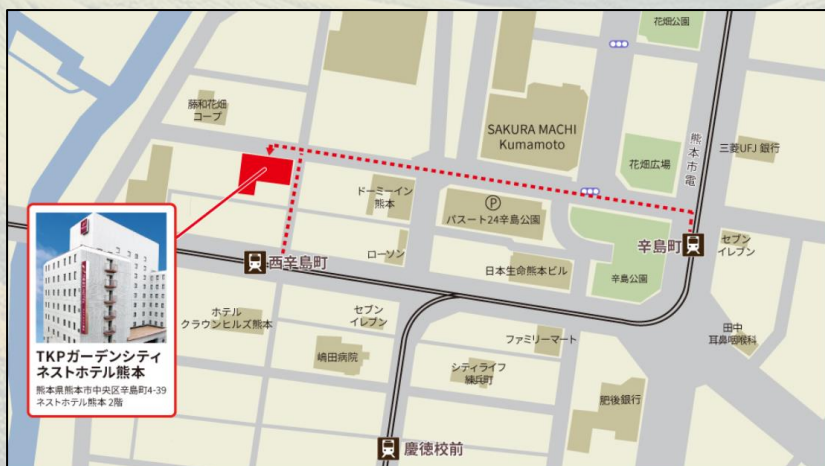 花畑公園
藤和花畑
コープ
SAKURA MACHI
Kumamoto
熊本市電
三菱UFJ 銀行
花畑広場
ドーミーイン
熊本
P
パスート24辛島公園
辛島町
セブン
イレブン
西辛島町
ローソン
日本生命熊本ビル
辛島公園
ホテル
クラウンヒルズ熊本
セブン
イレブン
ファミリーマート
田中
耳鼻咽喉科
嶋田病院
シティライフ
練兵町
肥後銀行
慶徳校前
TKPガーデンシティ
ネストホテル熊本
熊本県熊本市中央区辛島町4-39
ネストホテル熊本 2階